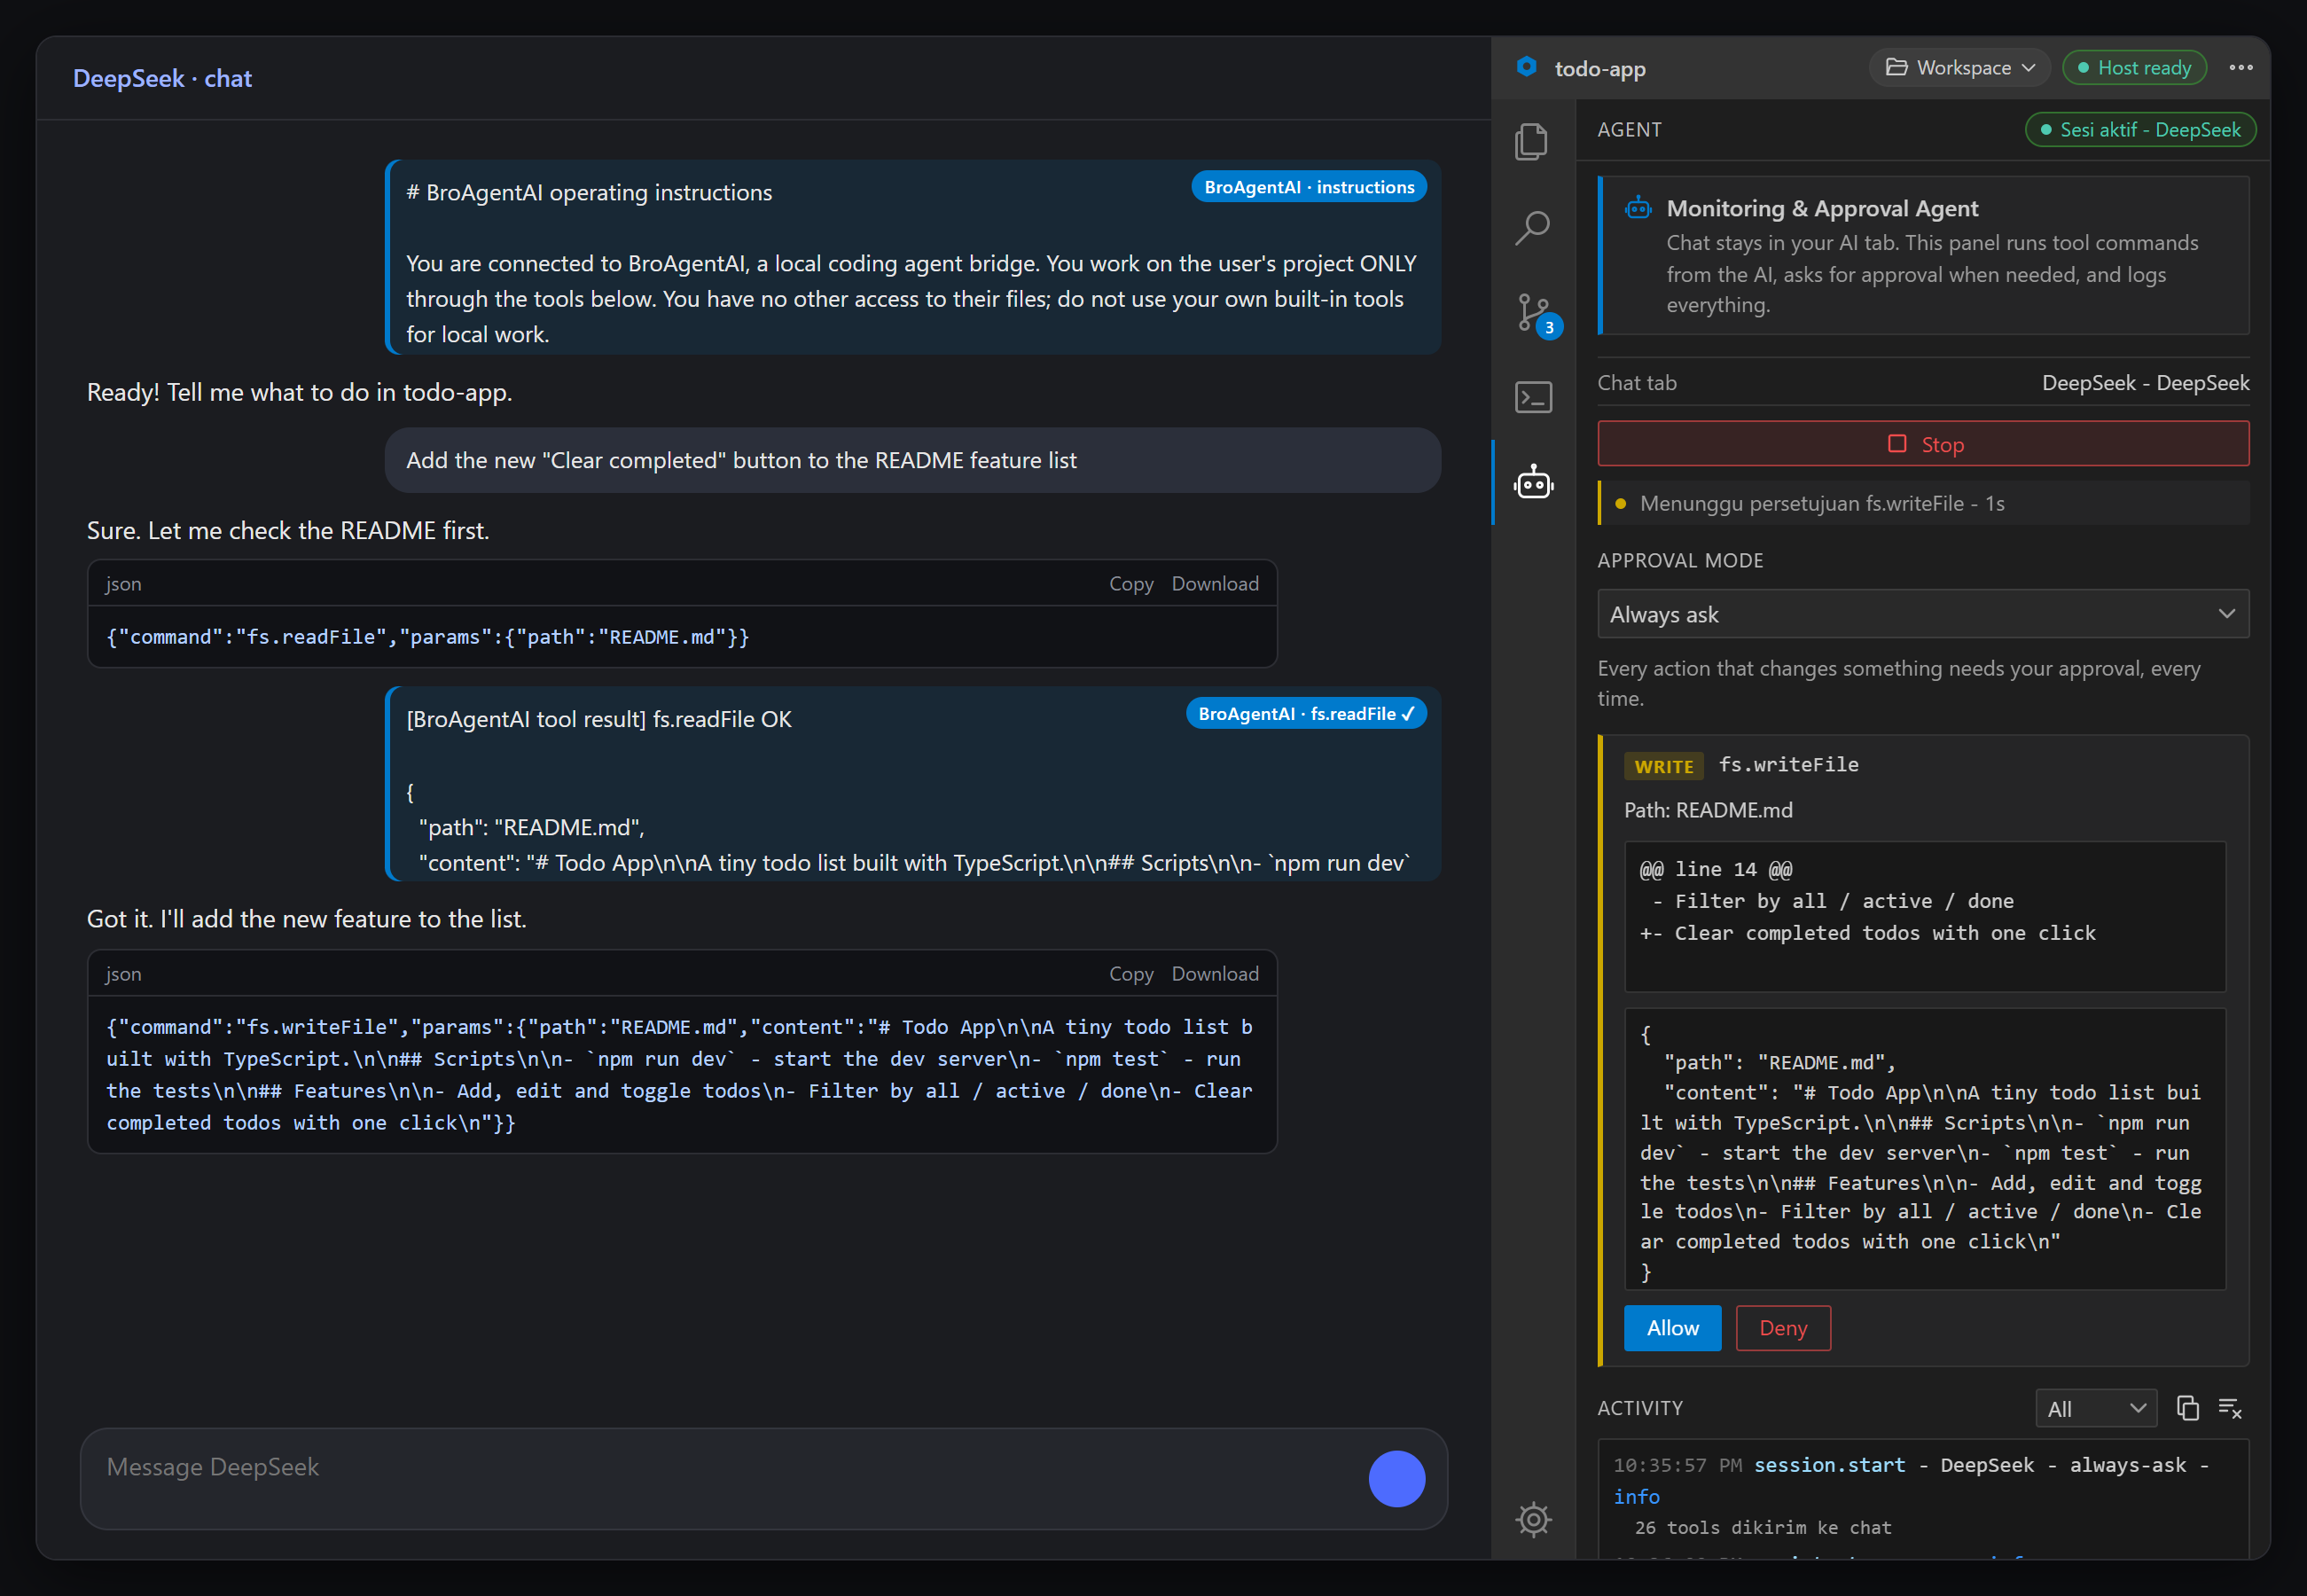 DeepSeek · chat
# BroAgentAI operating instructions
BroAgentAI · instructions
You are connected to BroAgentAI, a local coding agent bridge. You work on the user's project ONLY
through the tools below. You have no other access to their files; do not use your own built-in tools
for local work.
Ready! Tell me what to do in todo-app.
Add the new "Clear completed" button to the README feature list
Sure. Let me check the README first.
json
Copy Download
{"command":"fs.readFile","params":{"path":"README.md"}}
[BroAgentAI tool result] fs.readFile OK
BroAgentAI · fs.readFile ✓
{
"path": "README.md",
"content": "# Todo App\n\nA tiny todo list built with TypeScript.\n\n## Scripts\n\n- `npm run dev`
Got it. I'll add the new feature to the list.
json
Copy Download
{"command":"fs.writeFile","params":{"path":"README.md","content":"# Todo App\n\nA tiny todo list b
uilt with TypeScript.\n\n## Scripts\n\n- `npm run dev` - start the dev server\n- `npm test` - run
the tests\n\n## Features\n\n- Add, edit and toggle todos\n- Filter by all / active / done\n- Clear
completed todos with one click\n"}}
Message DeepSeek
todo-app
Workspace
Host ready
AGENT
Sesi aktif - DeepSeek
Monitoring & Approval Agent
Chat stays in your AI tab. This panel runs tool commands
from the AI, asks for approval when needed, and logs
everything.
3
Chat tab
DeepSeek - DeepSeek
Stop
Menunggu persetujuan fs.writeFile - 1s
APPROVAL MODE
Always ask
Every action that changes something needs your approval, every
time.
WRITE fs.writeFile
Path: README.md
@@ line 14 @@
- Filter by all / active / done
+- Clear completed todos with one click
{
"path": "README.md",
"content": "# Todo App\n\nA tiny todo list bui
lt with TypeScript.\n\n## Scripts\n\n- `npm run
dev` - start the dev server\n- `npm test` - run
the tests\n\n## Features\n\n- Add, edit and togg
le todos\n- Filter by all / active / done\n- Cle
ar completed todos with one click\n"
}
Allow
Deny
ACTIVITY
All
10:35:57 PM session.start - DeepSeek - always-ask -
info
26 tools dikirim ke chat